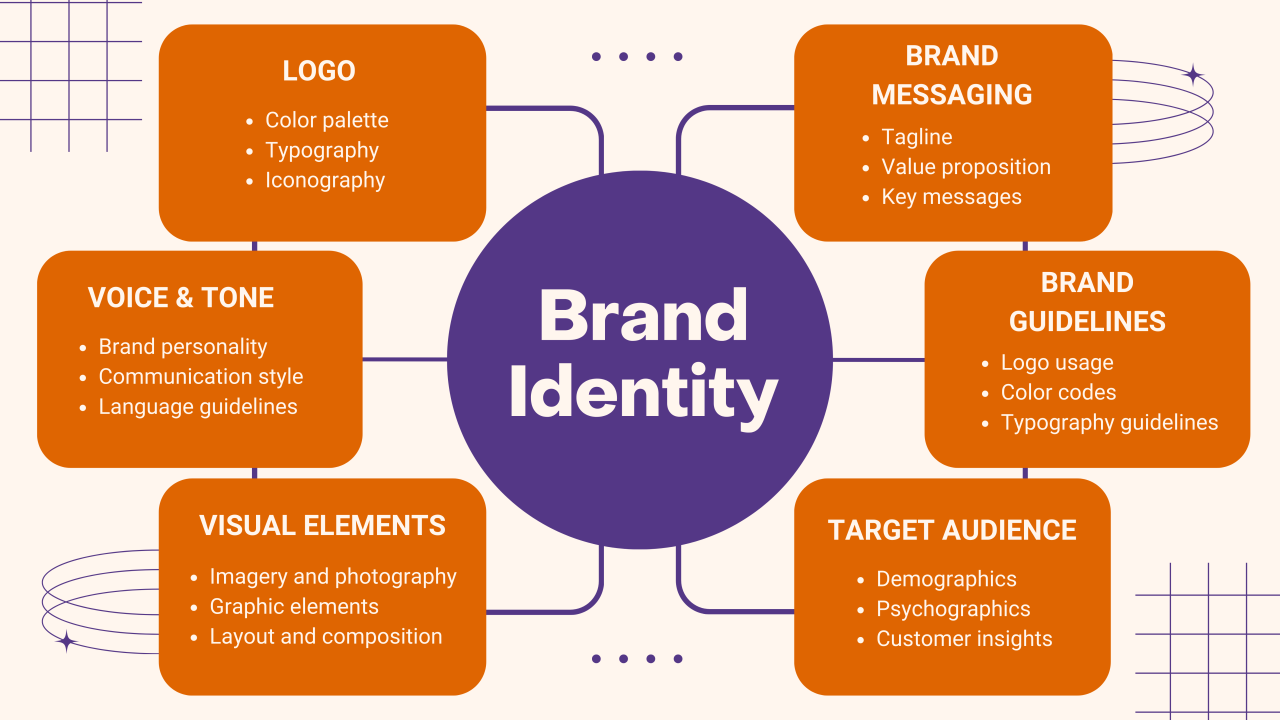 LOGO
• Color palette
• Typography
• Iconography
BRAND
MESSAGING
• Tagline
• Value proposition
• Key messages
VOICE & TONE
• Brand personality
• Communication style
• Language guidelines
Brand
Identity
BRAND
GUIDELINES
• Logo usage
• Color codes
• Typography guidelines
VISUAL ELEMENTS
• Imagery and photography
• Graphic elements
• Layout and composition
TARGET AUDIENCE
• Demographics
• Psychographics
• Customer insights